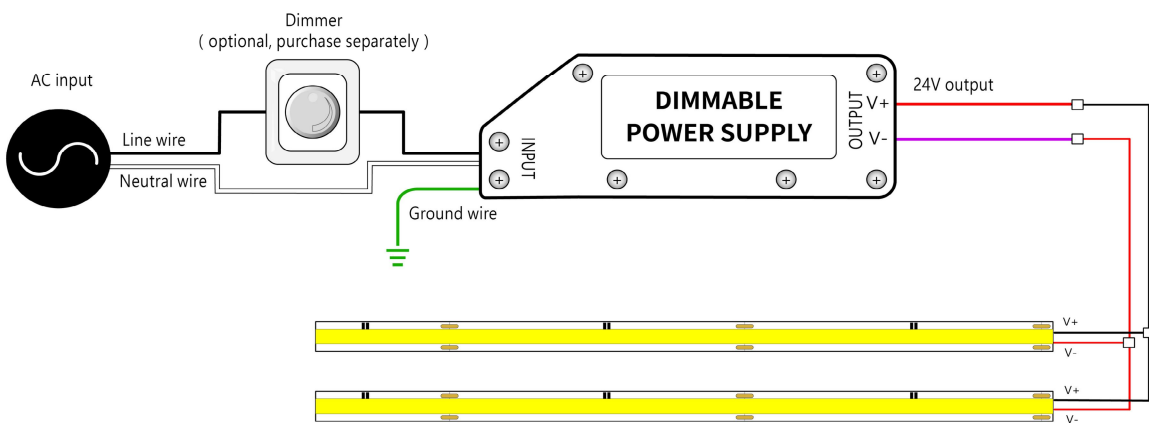 Dimmer
( optional, purchase separately )
AC input
Line wire
Neutral wire
Ground wire
INPUT
DIMMABLE
POWER SUPPLY
OUTPUT
V+
V-
24V output
V+
V-
V+
V-